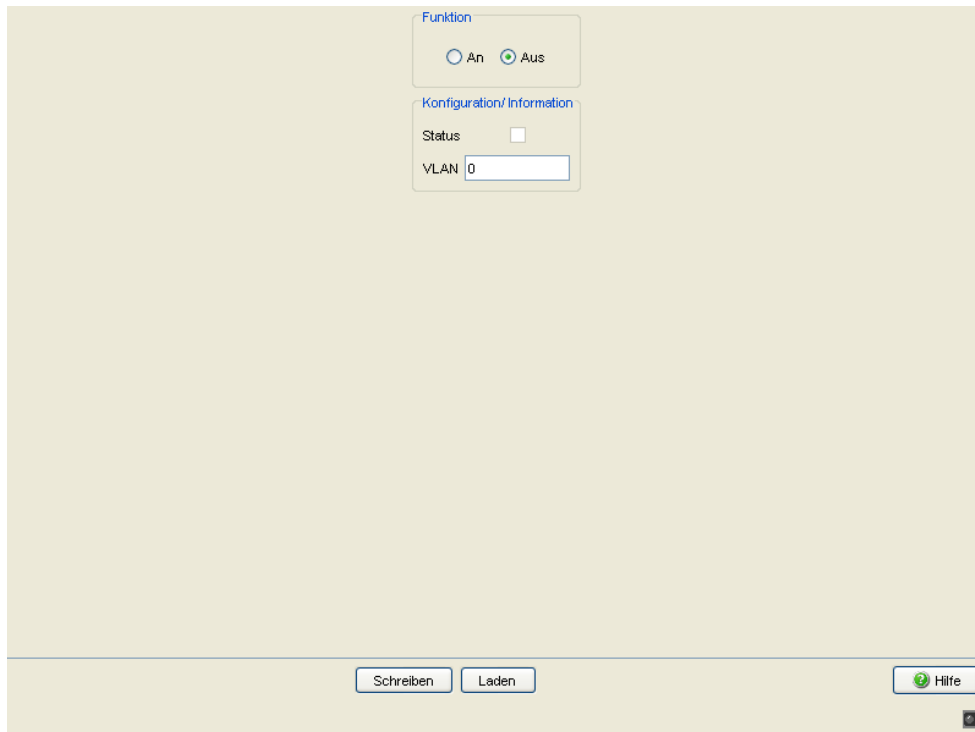 Funktion
An Aus
Konfiguration/ Information
Status
VLAN 0
Schreiben Laden Hilfe